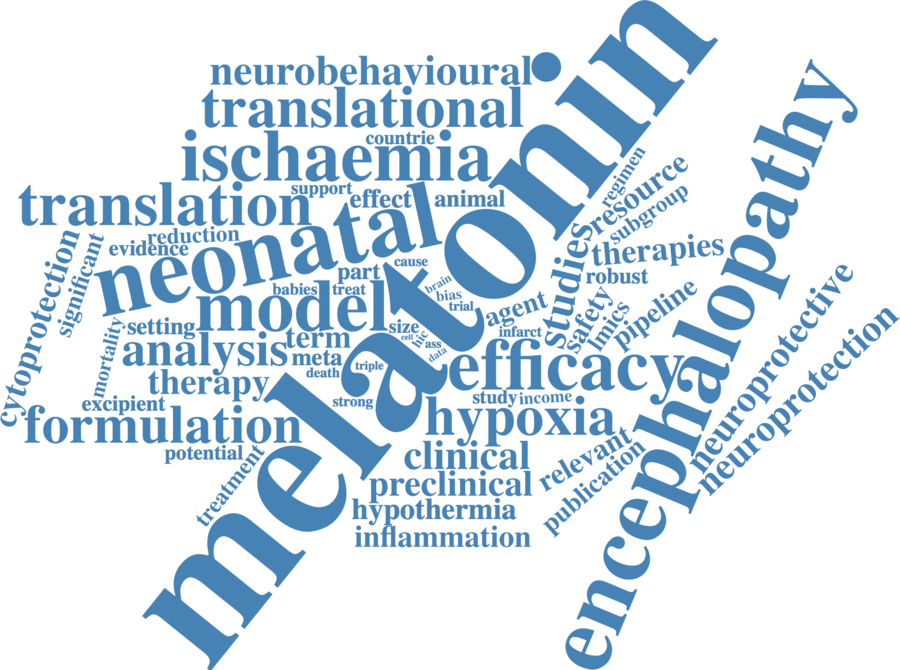 neurobehavioural
translational
countrie
ischaemia
support
translation
effect
animal
reduction
evidence
neonatal
cytoprotection
significant
part
cause
babies
treat
brain
bias
trial
model
setting
mortality
term
size
cell
hic
ass
data
analysis
meta
death
triple
therapy
strong
excipient
formulation
potential
treatment
melatonin
regimen
resource
subgroup
studies
therapies
robust
safety
lmics
pipeline
agent
infarct
efficacy
study
income
hypoxia
clinical
preclinical
hypothermia
inflammation
relevant
publication
encephalopathy
neuroprotective
neuroprotection